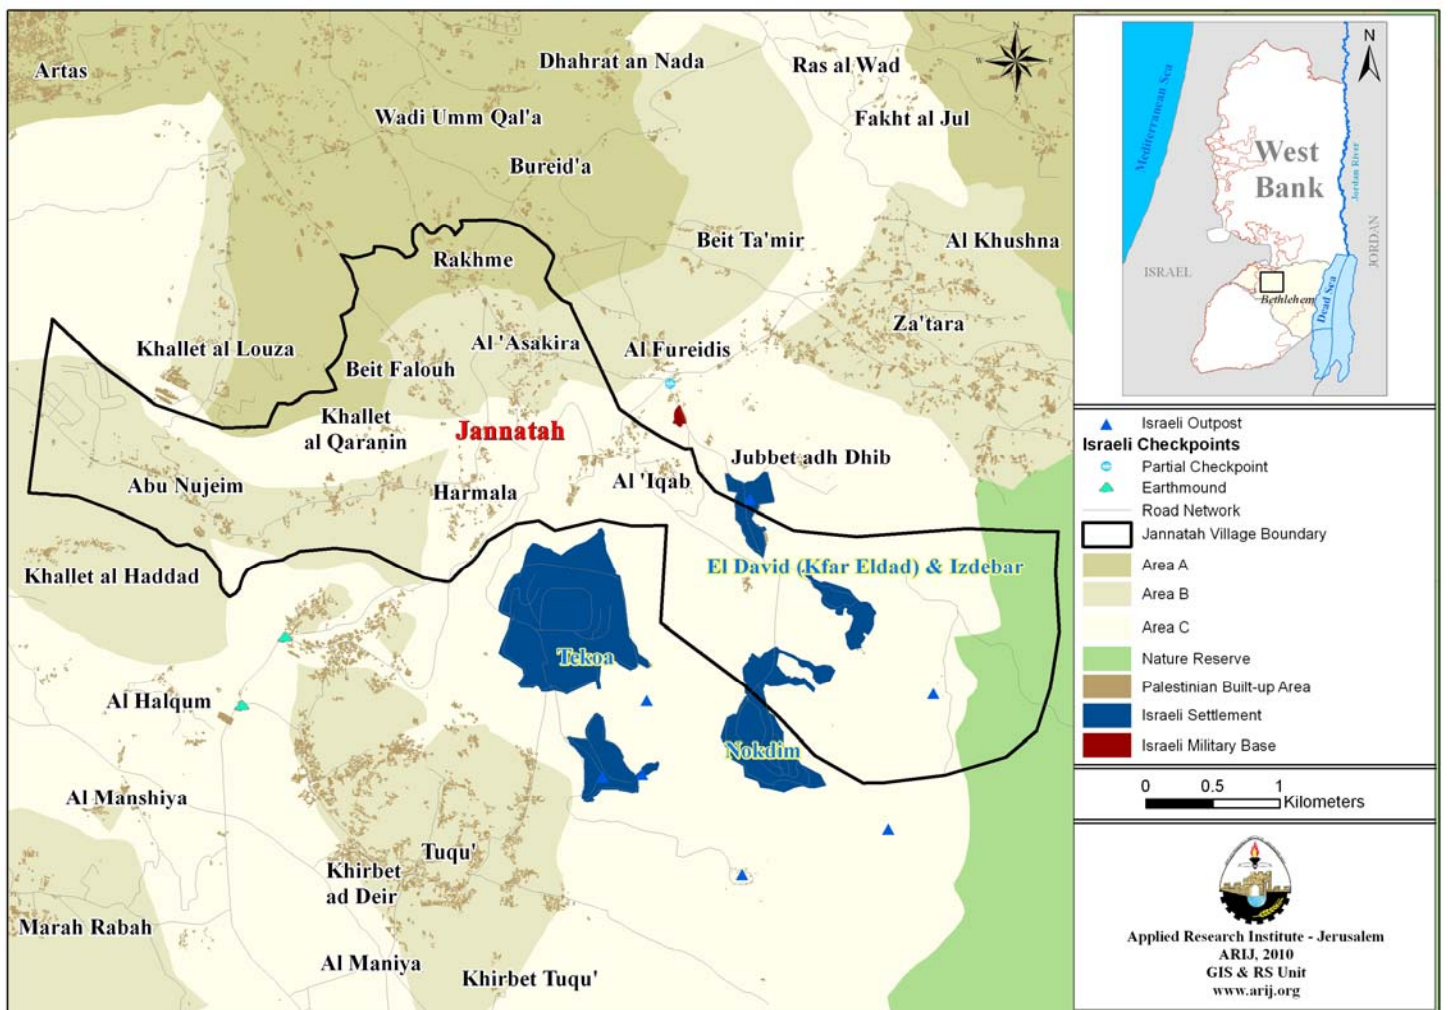 Artas
Dhahrat an Nada
Ras al Wad
Wadi Umm Qal'a
Fakht al Jul
Bureid'a
Beit Ta'mir
Al Khushna
Rakhme
Za'tara
Khallet al Louza
Al 'Asakira
Al Fureidis
Beit Falouh
Khallet
al Qaranin
Jannatah
Jubbet adh Dhib
Abu Nujeim
Harmala
Al 'Iqab
Khallet al Haddad
El David (Kfar Eldad) & Izdebar
Tekoa
Al Halqum
Nokdim
Al Manshiya
Tuqu'
Khirbet
ad Deir
Marah Rabah
Al Maniya
Khirbet Tuqu'
N
W
E
S
N
Mediterranean Sea
West
Bank
Jordan River
JORDAN
ISRAEL
Bethlehem
Dead Sea
Israeli Outpost
Israeli Checkpoints
Partial Checkpoint
Earthmound
Road Network
Jannatah Village Boundary
Area A
Area B
Area C
Nature Reserve
Palestinian Built-up Area
Israeli Settlement
Israeli Military Base
0 0.5 1
Kilometers
Applied Research Institute - Jerusalem
ARIJ, 2010
GIS & RS Unit
www.arij.org